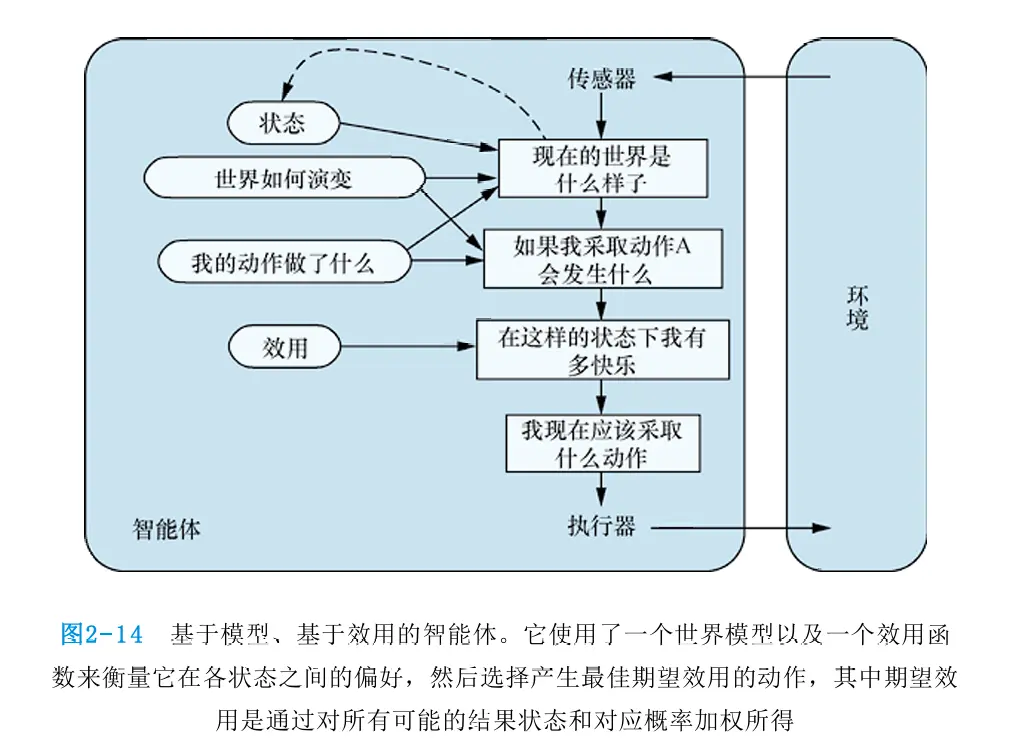 传感器
状态
现在的世界是
什么样子
世界如何演变
如果我采取动作A
会发生什么
我的动作做了什么
环
境
效用
在这样的状态下我有
多快乐
我现在应该采取
什么动作
执行器
智能体
图2-14 基于模型、基于效用的智能体。它使用了一个世界模型以及一个效用函
数来衡量它在各状态之间的偏好，然后选择产生最佳期望效用的动作，其中期望效
用是通过对所有可能的结果状态和对应概率加权所得